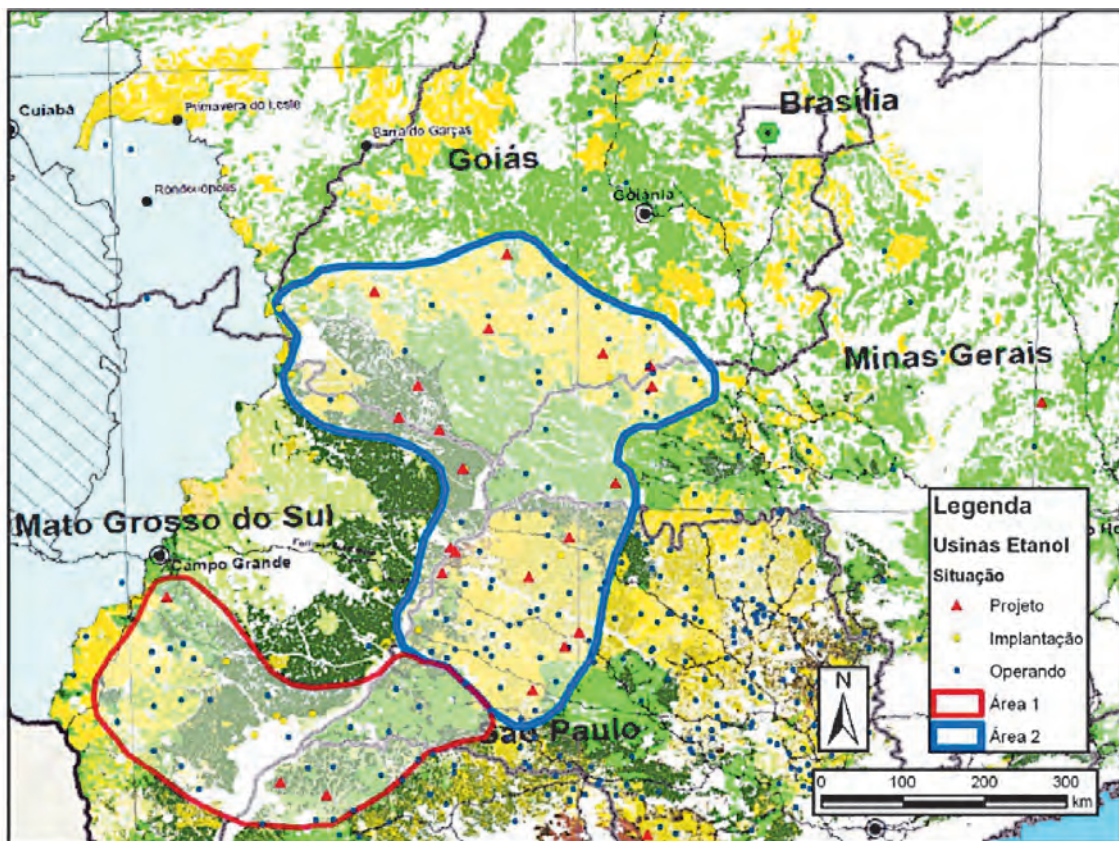 Cuiabá
Primavera do Leste
Brasília
Barra do Garças
Goiás
Rondonópolis
Goiânia
Minas Gerais
Mato Grosso do Sul
Campo Grande
São Paulo
Legenda
Usinas Etanol
Situação
Projeto
Implantação
Operando
Área 1
Área 2
N
0 100 200 300
km